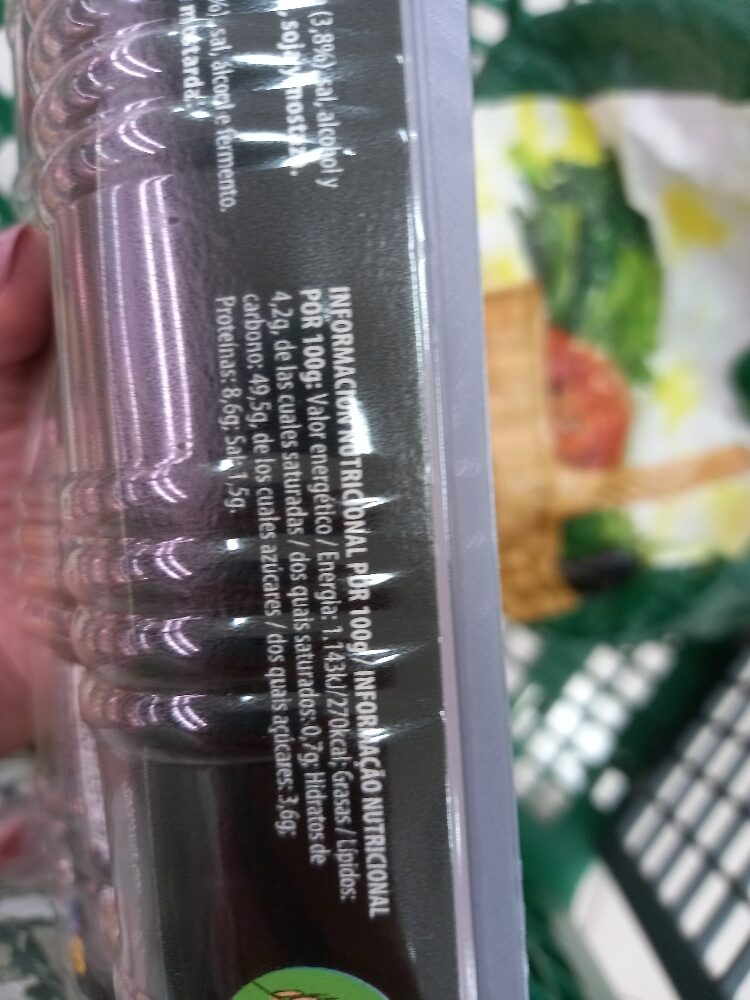 (3,8%), sal, alcohol y
, soja y mostaza.
%), sal, alcool e fermento.
mostarda.
INFORMACIÓN NUTRICIONAL POR 100g / INFORMAÇÃO NUTRICIONAL
POR 100g: Valor energético / Energia: 1.143kJ/270kcal; Grasas / Lípidos:
4,2g, de las cuales saturadas / dos quais saturados: 0,7g; Hidratos de
carbono: 49,5g, de los cuales azúcares / dos quais açúcares: 3,6g;
Proteínas: 8,6g; Sal: 1,5g.